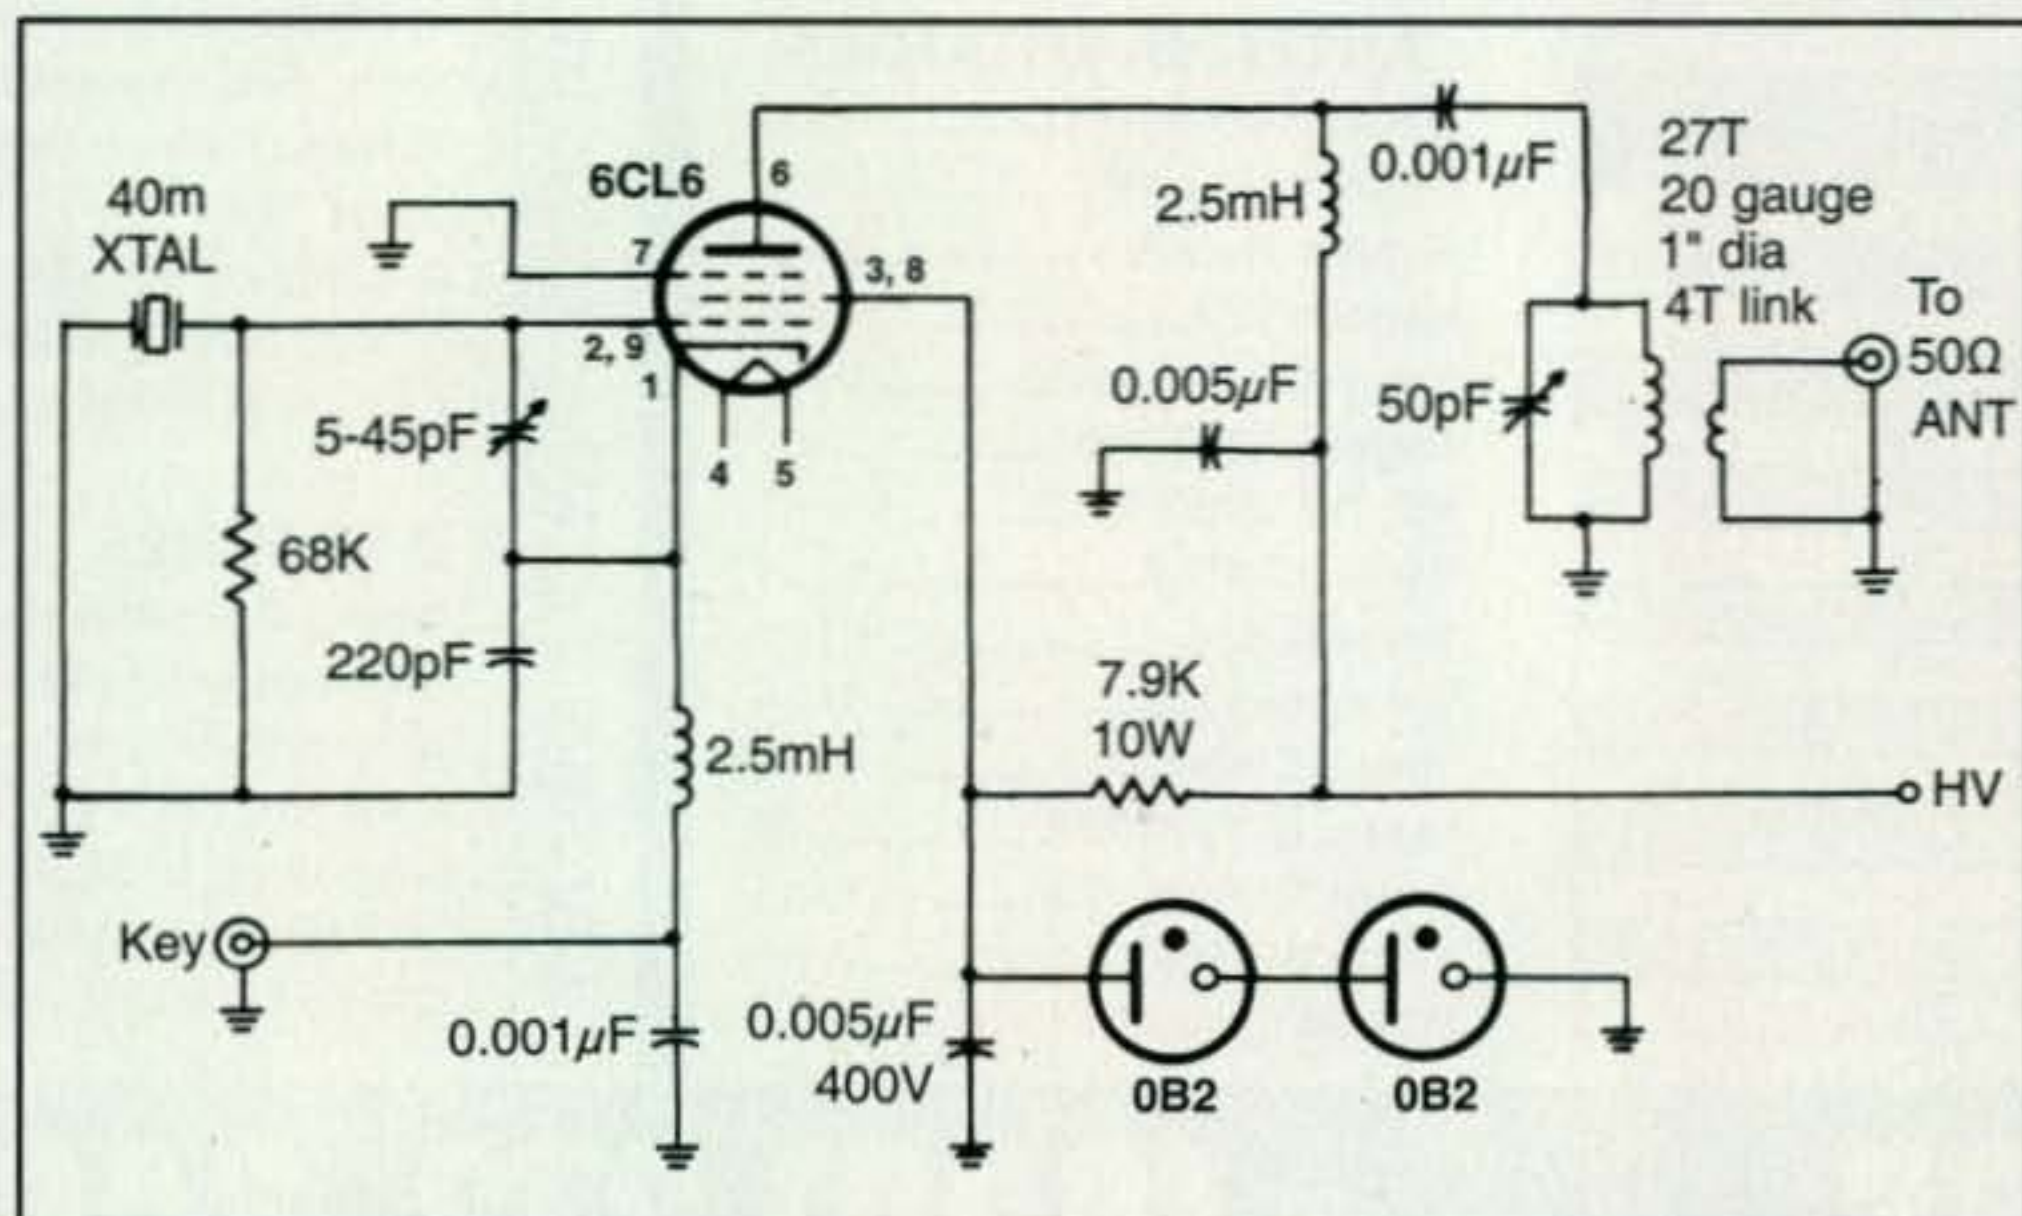 40m
XTAL
6CL6
6
7
3, 8
2, 9
1
4
5
5-45pF
68K
220pF
2.5mH
Key
0.001µF
0.005µF
400V
2.5mH
0.001µF
0.005µF
27T
20 gauge
1" dia
4T link
50pF
To
50Ω
ANT
7.9K
10W
HV
0B2
0B2